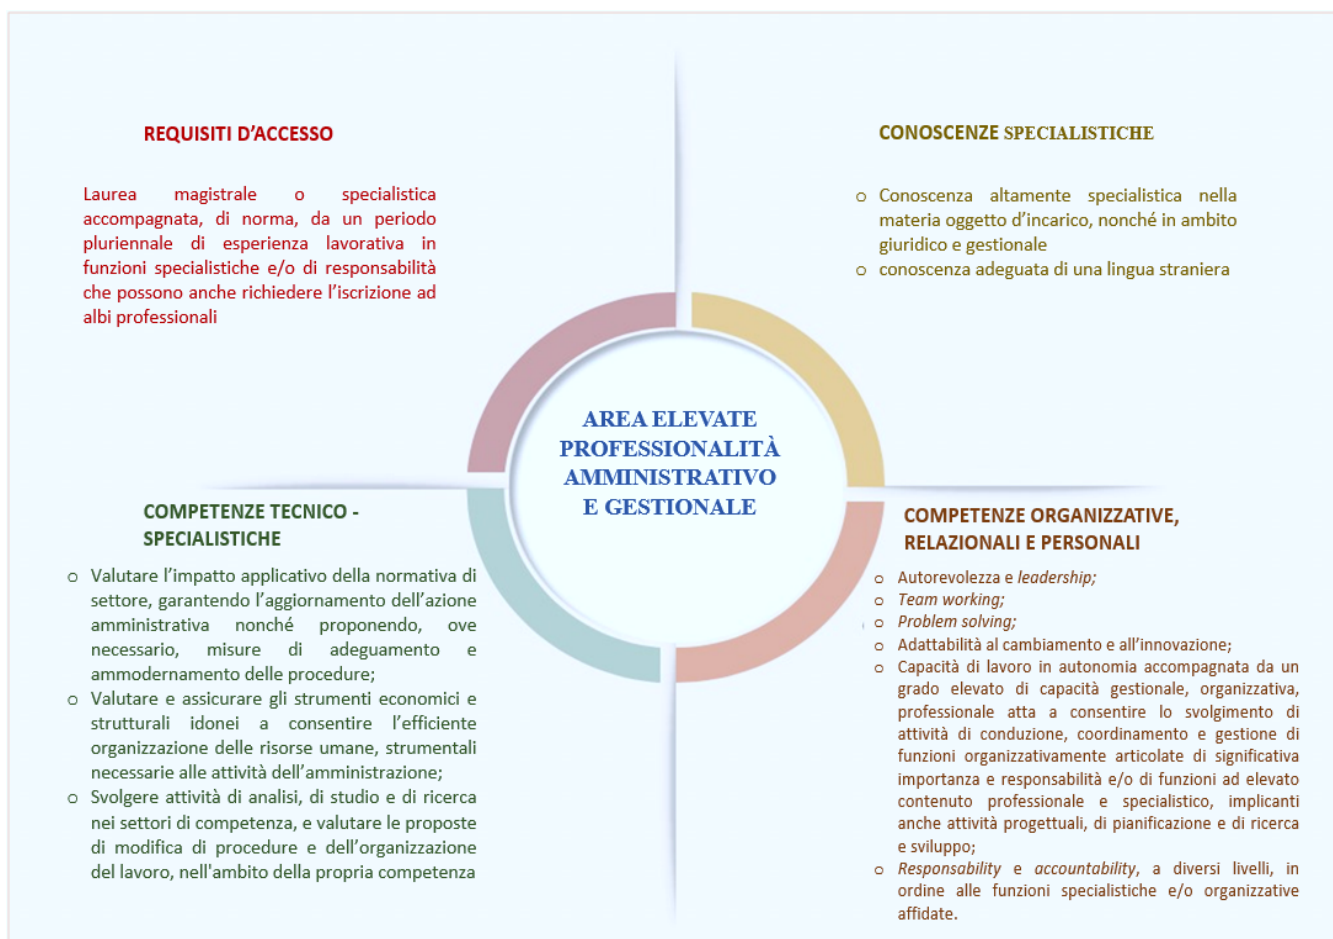 REQUISITI D'ACCESSO
Laurea magistrale o specialistica
accompagnata, di norma, da un periodo
pluriennale di esperienza lavorativa in
funzioni specialistiche e/o di responsabilità
che possono anche richiedere l'iscrizione ad
albi professionali
CONOSCENZE SPECIALISTICHE
o Conoscenza altamente specialistica nella
materia oggetto d'incarico, nonché in ambito
giuridico e gestionale
o conoscenza adeguata di una lingua straniera
AREA ELEVATE
PROFESSIONALITÀ
AMMINISTRATIVO
E GESTIONALE
COMPETENZE TECNICO -
SPECIALISTICHE
o Valutare l'impatto applicativo della normativa di
settore, garantendo l'aggiornamento dell'azione
amministrativa nonché proponendo, ove
necessario, misure di adeguamento e
ammodernamento delle procedure;
o Valutare e assicurare gli strumenti economici e
strutturali idonei a consentire l'efficiente
organizzazione delle risorse umane, strumentali
necessarie alle attività dell'amministrazione;
o Svolgere attività di analisi, di studio e di ricerca
nei settori di competenza, e valutare le proposte
di modifica di procedure e dell'organizzazione
del lavoro, nell'ambito della propria competenza
COMPETENZE ORGANIZZATIVE,
RELAZIONALI E PERSONALI
o Autorevolezza e leadership;
o Team working;
o Problem solving;
o Adattabilità al cambiamento e all'innovazione;
o Capacità di lavoro in autonomia accompagnata da un
grado elevato di capacità gestionale, organizzativa,
professionale atta a consentire lo svolgimento di
attività di conduzione, coordinamento e gestione di
funzioni organizzativamente articolate di significativa
importanza e responsabilità e/o di funzioni ad elevato
contenuto professionale e specialistico, implicanti
anche attività progettuali, di pianificazione e di ricerca
e sviluppo;
o Responsability e accountability, a diversi livelli, in
ordine alle funzioni specialistiche e/o organizzative
affidate.